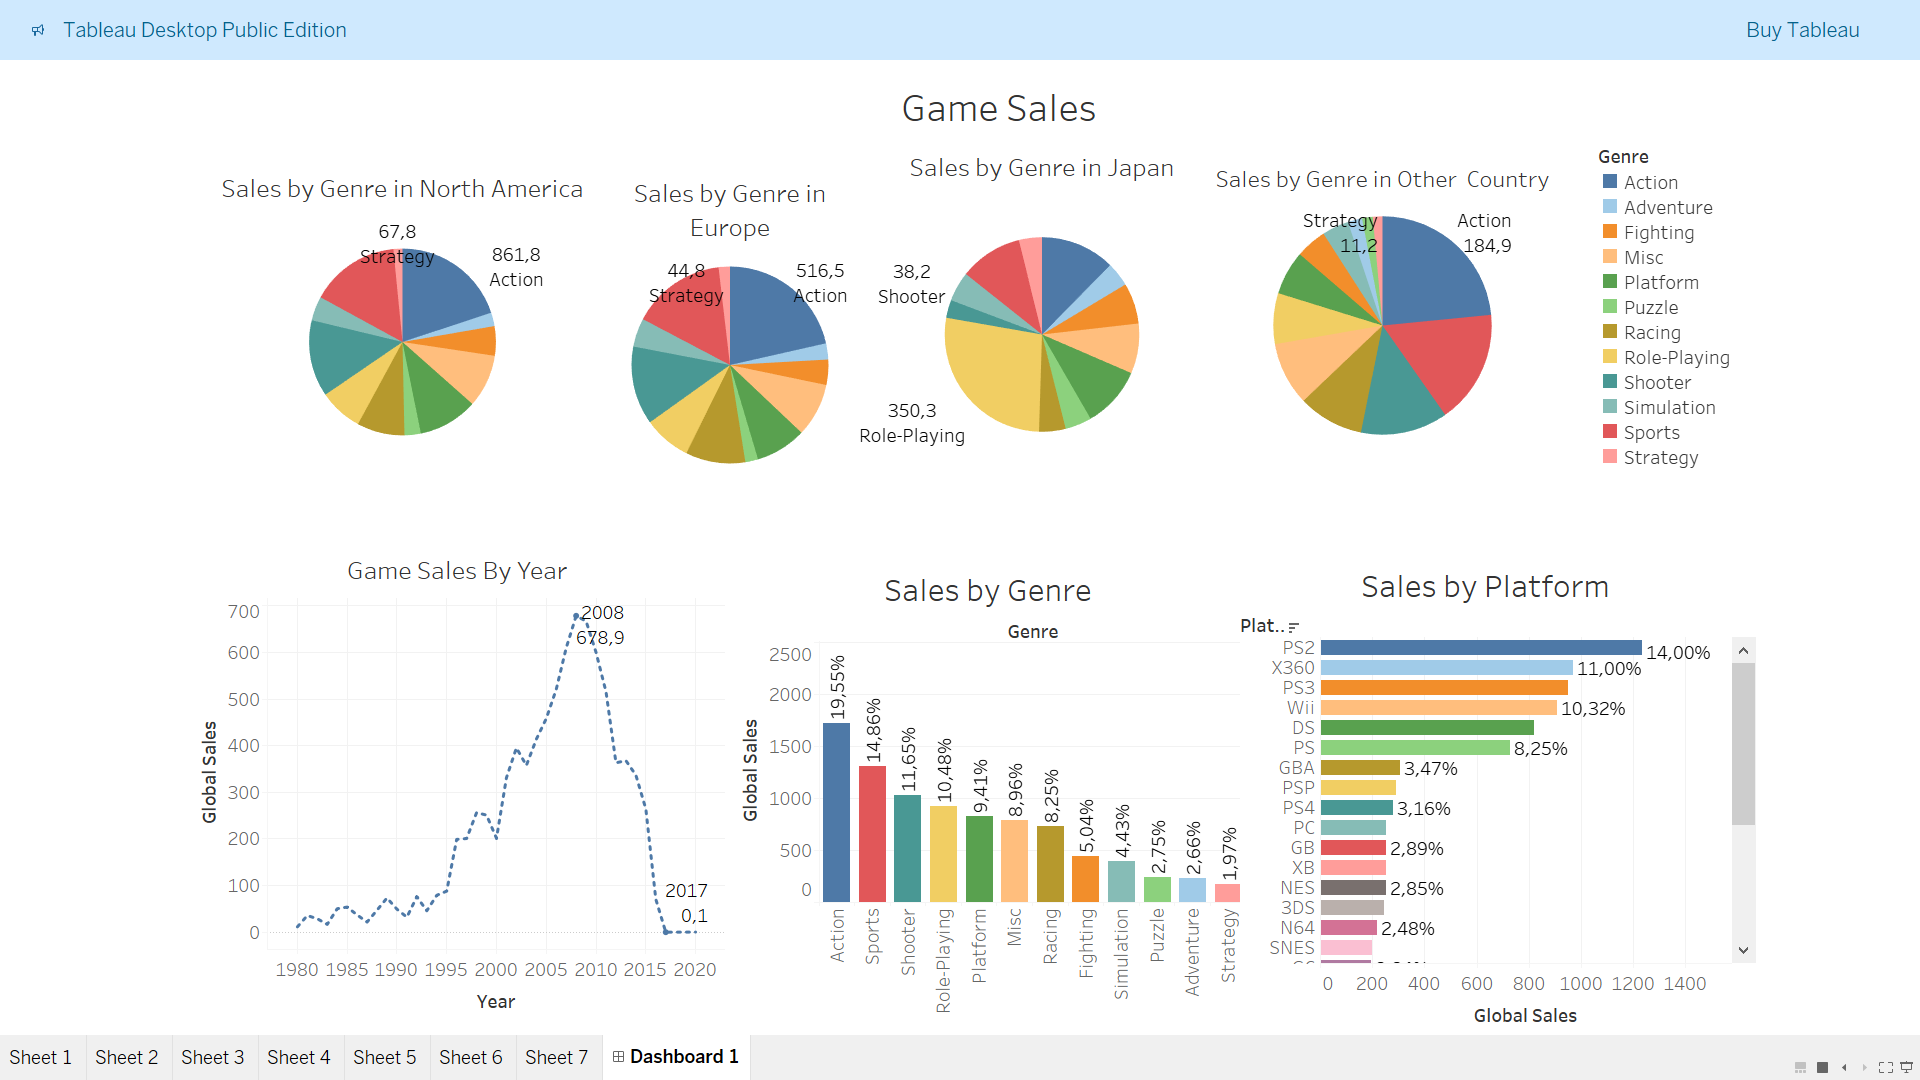 Tableau Desktop Public Edition
Buy Tableau
Game Sales
Sales by Genre in North America
67,8
Strategy
861,8
Action
Sales by Genre in
Europe
44,8
Strategy
516,5
Action
Sales by Genre in Japan
38,2
Shooter
350,3
Role-Playing
Sales by Genre in Other Country
Strategy
11,2
Action
184,9
Genre
Action
Adventure
Fighting
Misc
Platform
Puzzle
Racing
Role-Playing
Shooter
Simulation
Sports
Strategy
Game Sales By Year
Global Sales
700
600
500
400
300
200
100
0
2008
678,9
2017
0,1
1980 1985 1990 1995 2000 2005 2010 2015 2020
Year
Sales by Genre
Genre
Global Sales
2500
2000
1500
1000
500
0
19,55%
14,86%
11,65%
10,48%
9,41%
8,96%
8,25%
5,04%
4,43%
2,75%
2,66%
1,97%
Action
Sports
Shooter
Role-Playing
Platform
Misc
Racing
Fighting
Simulation
Puzzle
Adventure
Strategy
Sales by Platform
Plat..
PS2 14,00%
X360 11,00%
PS3
Wii 10,32%
DS
PS 8,25%
GBA 3,47%
PSP
PS4 3,16%
PC
GB 2,89%
XB
NES 2,85%
3DS
N64 2,48%
SNES
0 200 400 600 800 1000 1200 1400
Global Sales
Sheet 1 Sheet 2 Sheet 3 Sheet 4 Sheet 5 Sheet 6 Sheet 7 Dashboard 1